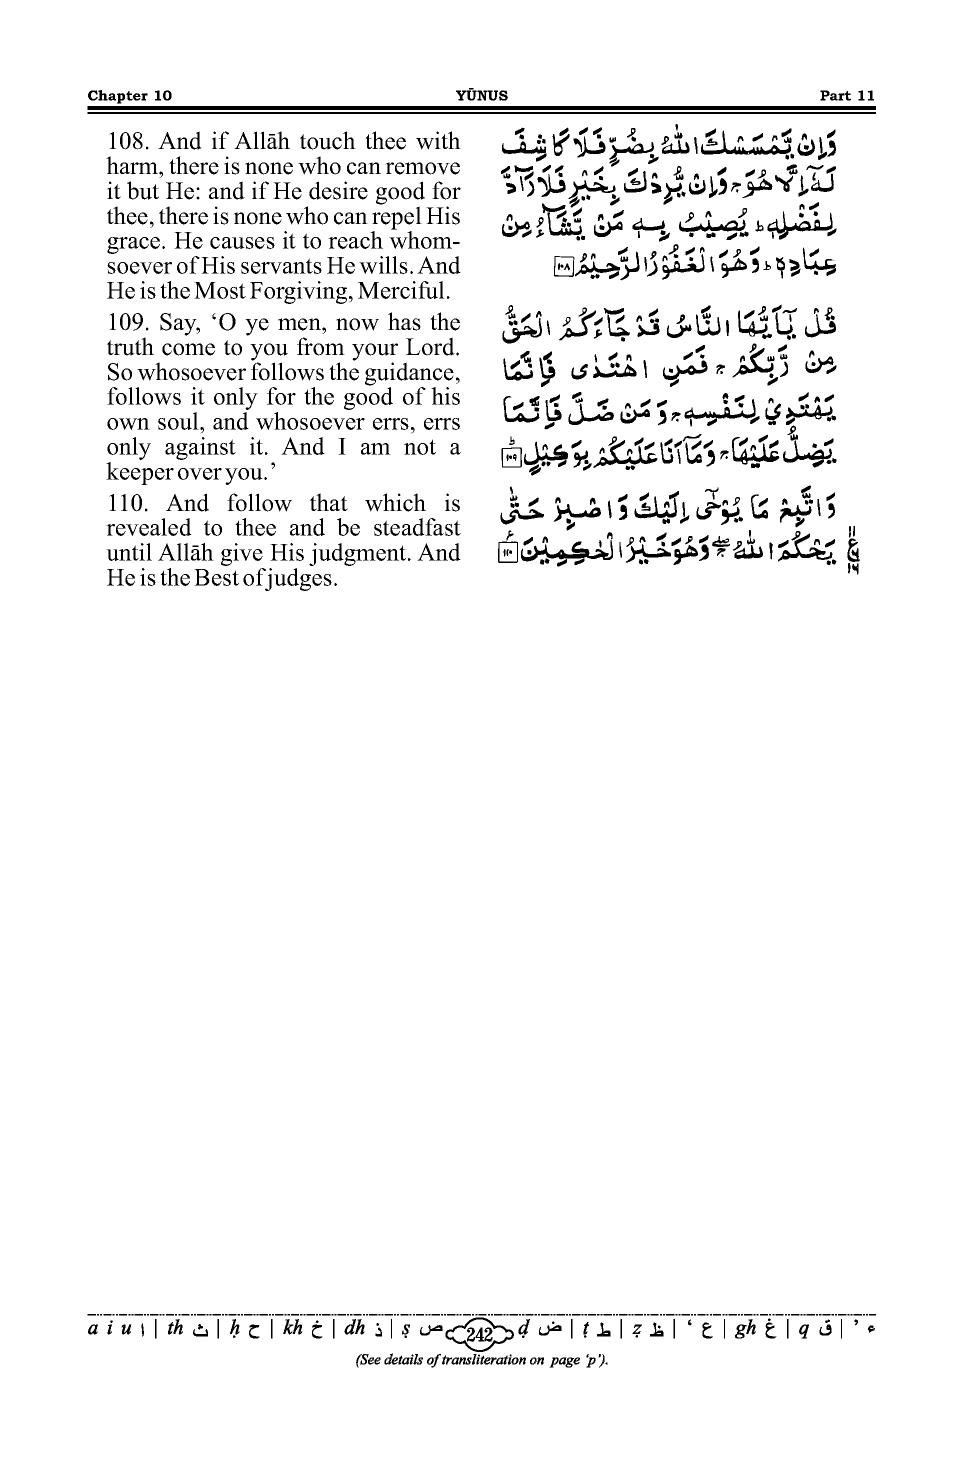 Chapter 10 YŪNUS Part 11
108. And if Allāh touch thee with
harm, there is none who can remove
it but He: and if He desire good for
thee, there is none who can repel His
grace. He causes it to reach whom-
soever of His servants He wills. And
He is the Most Forgiving, Merciful.
109. Say, ‘O ye men, now has the
truth come to you from your Lord.
So whosoever follows the guidance,
follows it only for the good of his
own soul, and whosoever errs, errs
only against it. And I am not a
keeper over you.’
110. And follow that which is
revealed to thee and be steadfast
until Allāh give His judgment. And
He is the Best of judges.
وَاِنْ يَّمْسَسْكَ اللّٰهُ بِضُرٍّ فَلَا كَاشِفَ
لَهٗۤ اِلَّا هُوَ ۚ وَاِنْ يُّرِدْكَ بِخَيْرٍ فَلَا رَآدَّ
لِفَضْلِهٖ ؕ يُصِيْبُ بِهٖ مَنْ يَّشَآءُ مِنْ
عِبَادِهٖ ؕ وَهُوَ الْغَفُوْرُ الرَّحِيْمُ ۱۰۸
قُلْ يٰۤاَيُّهَا النَّاسُ قَدْ جَآءَكُمُ الْحَقُّ
مِنْ رَّبِّكُمْ ۚ فَمَنِ اهْتَدٰى فَاِنَّمَا
يَهْتَدِيْ لِنَفْسِهٖ ۚ وَ مَنْ ضَلَّ فَاِنَّمَا
يَضِلُّ عَلَيْهَا ۚ وَمَاۤ اَنَا عَلَيْكُمْ بِوَكِيْلٍ ۱۰۹
وَ اتَّبِعْ مَا يُوْحٰۤى اِلَيْكَ وَ اصْبِرْ حَتّٰى
يَحْكُمَ اللّٰهُ ۖۚ وَهُوَ خَيْرُ الْحٰكِمِيْنَ ۱۱۰
۱۱
ع
۱۶
a i u ا | th ث | ḥ ح | kh خ | dh ذ | ṣ ص 242 ḍ ض | ṭ ط | ẓ ظ | ‘ ع | gh غ | q ق | ’ ء
(See details of transliteration on page ‘p’).